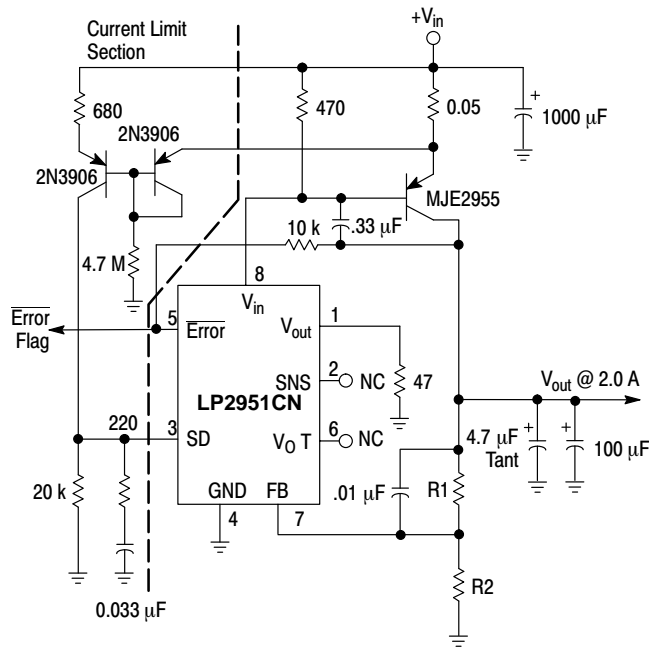 Current Limit
Section
+Vin
680
470
0.05
1000 µF
2N3906
2N3906
MJE2955
10 k
.33 µF
4.7 M
8
Vin
Error
Flag
5
Error
Vout
1
SNS
2
NC
47
LP2951CN
Vout @ 2.0 A
220
3
SD
VO T
6
NC
4.7 µF
Tant
100 µF
20 k
GND
FB
.01 µF
R1
4
7
R2
0.033 µF